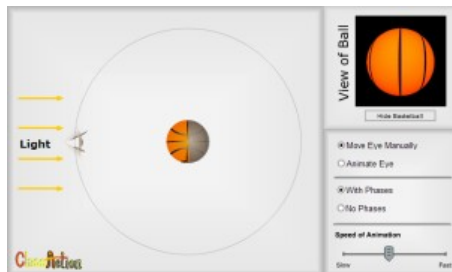 View of Ball
Hide Basketball
Light
Move Eye Manually
Animate Eye
With Phases
No Phases
Speed of Animation
Slow
Fast